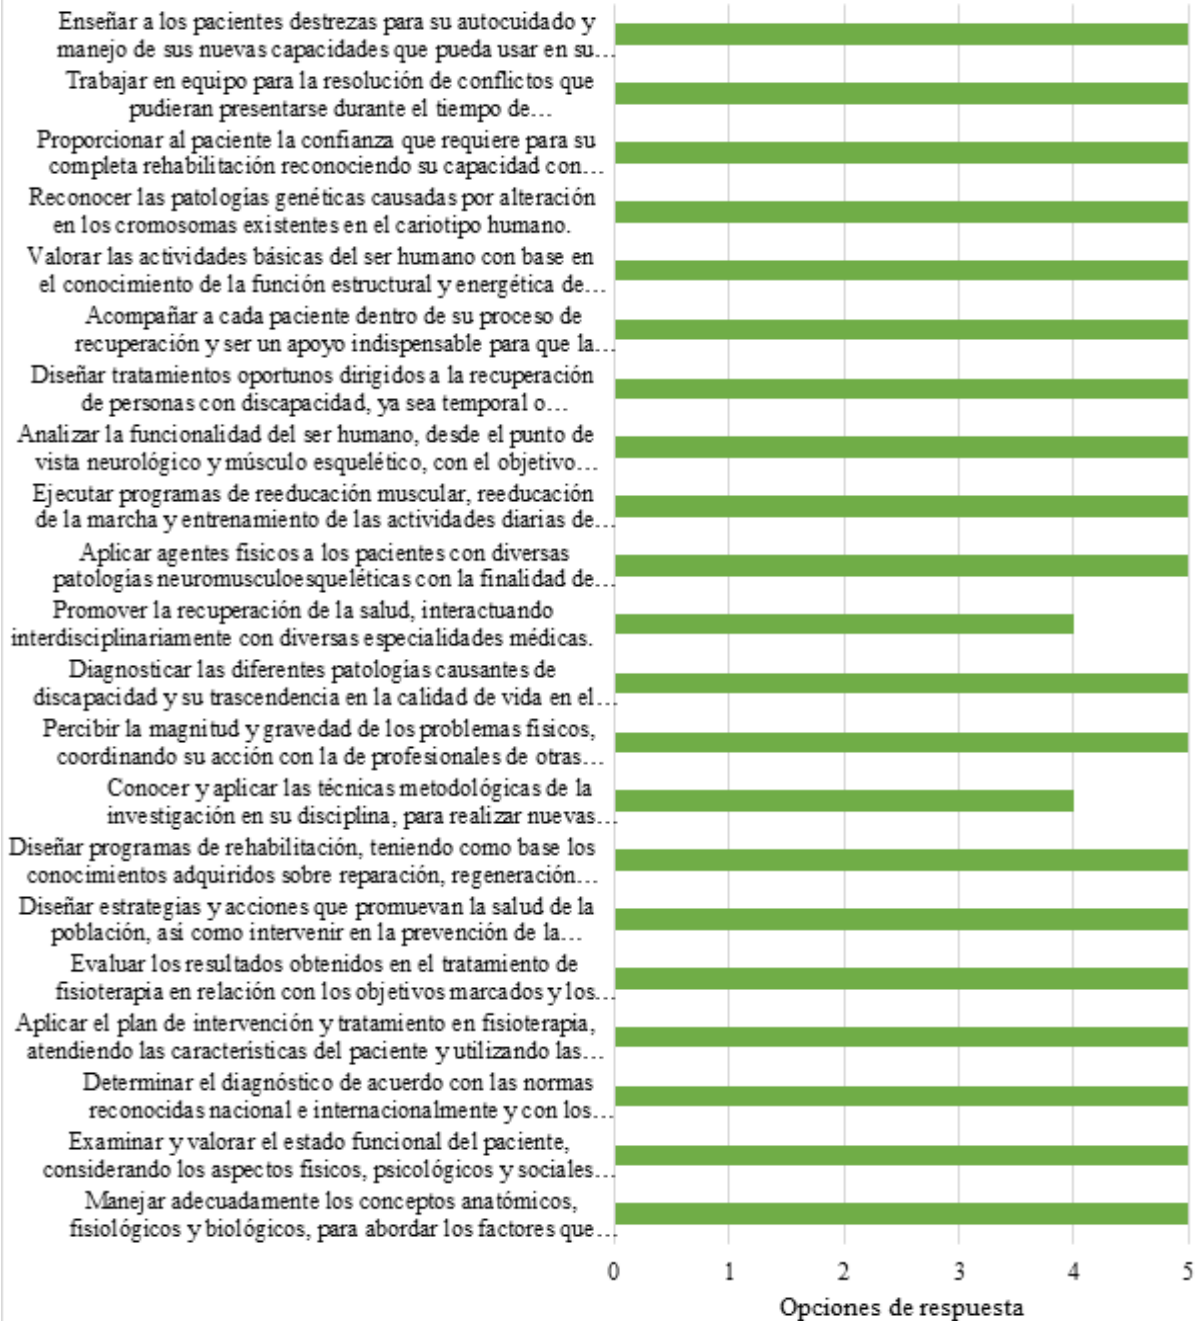 Enseñar a los pacientes destrezas para su autocuidado y
manejo de sus nuevas capacidades que pueda usar en su…
Trabajar en equipo para la resolución de conflictos que
pudieran presentarse durante el tiempo de…
Proporcionar al paciente la confianza que requiere para su
completa rehabilitación reconociendo su capacidad con…
Reconocer las patologías genéticas causadas por alteración
en los cromosomas existentes en el cariotipo humano.
Valorar las actividades básicas del ser humano con base en
el conocimiento de la función estructural y energética de…
Acompañar a cada paciente dentro de su proceso de
recuperación y ser un apoyo indispensable para que la…
Diseñar tratamientos oportunos dirigidos a la recuperación
de personas con discapacidad, ya sea temporal o…
Analizar la funcionalidad del ser humano, desde el punto de
vista neurológico y músculo esquelético, con el objetivo…
Ejecutar programas de reeducación muscular, reeducación
de la marcha y entrenamiento de las actividades diarias de…
Aplicar agentes físicos a los pacientes con diversas
patologías neuromusculoesqueléticas con la finalidad de…
Promover la recuperación de la salud, interactuando
interdisciplinariamente con diversas especialidades médicas.
Diagnosticar las diferentes patologías causantes de
discapacidad y su trascendencia en la calidad de vida en el…
Percibir la magnitud y gravedad de los problemas físicos,
coordinando su acción con la de profesionales de otras…
Conocer y aplicar las técnicas metodológicas de la
investigación en su disciplina, para realizar nuevas…
Diseñar programas de rehabilitación, teniendo como base los
conocimientos adquiridos sobre reparación, regeneración…
Diseñar estrategias y acciones que promuevan la salud de la
población, así como intervenir en la prevención de la…
Evaluar los resultados obtenidos en el tratamiento de
fisioterapia en relación con los objetivos marcados y los…
Aplicar el plan de intervención y tratamiento en fisioterapia,
atendiendo las características del paciente y utilizando las…
Determinar el diagnóstico de acuerdo con las normas
reconocidas nacional e internacionalmente y con los…
Examinar y valorar el estado funcional del paciente,
considerando los aspectos físicos, psicológicos y sociales…
Manejar adecuadamente los conceptos anatómicos,
fisiológicos y biológicos, para abordar los factores que…
0 1 2 3 4 5
Opciones de respuesta